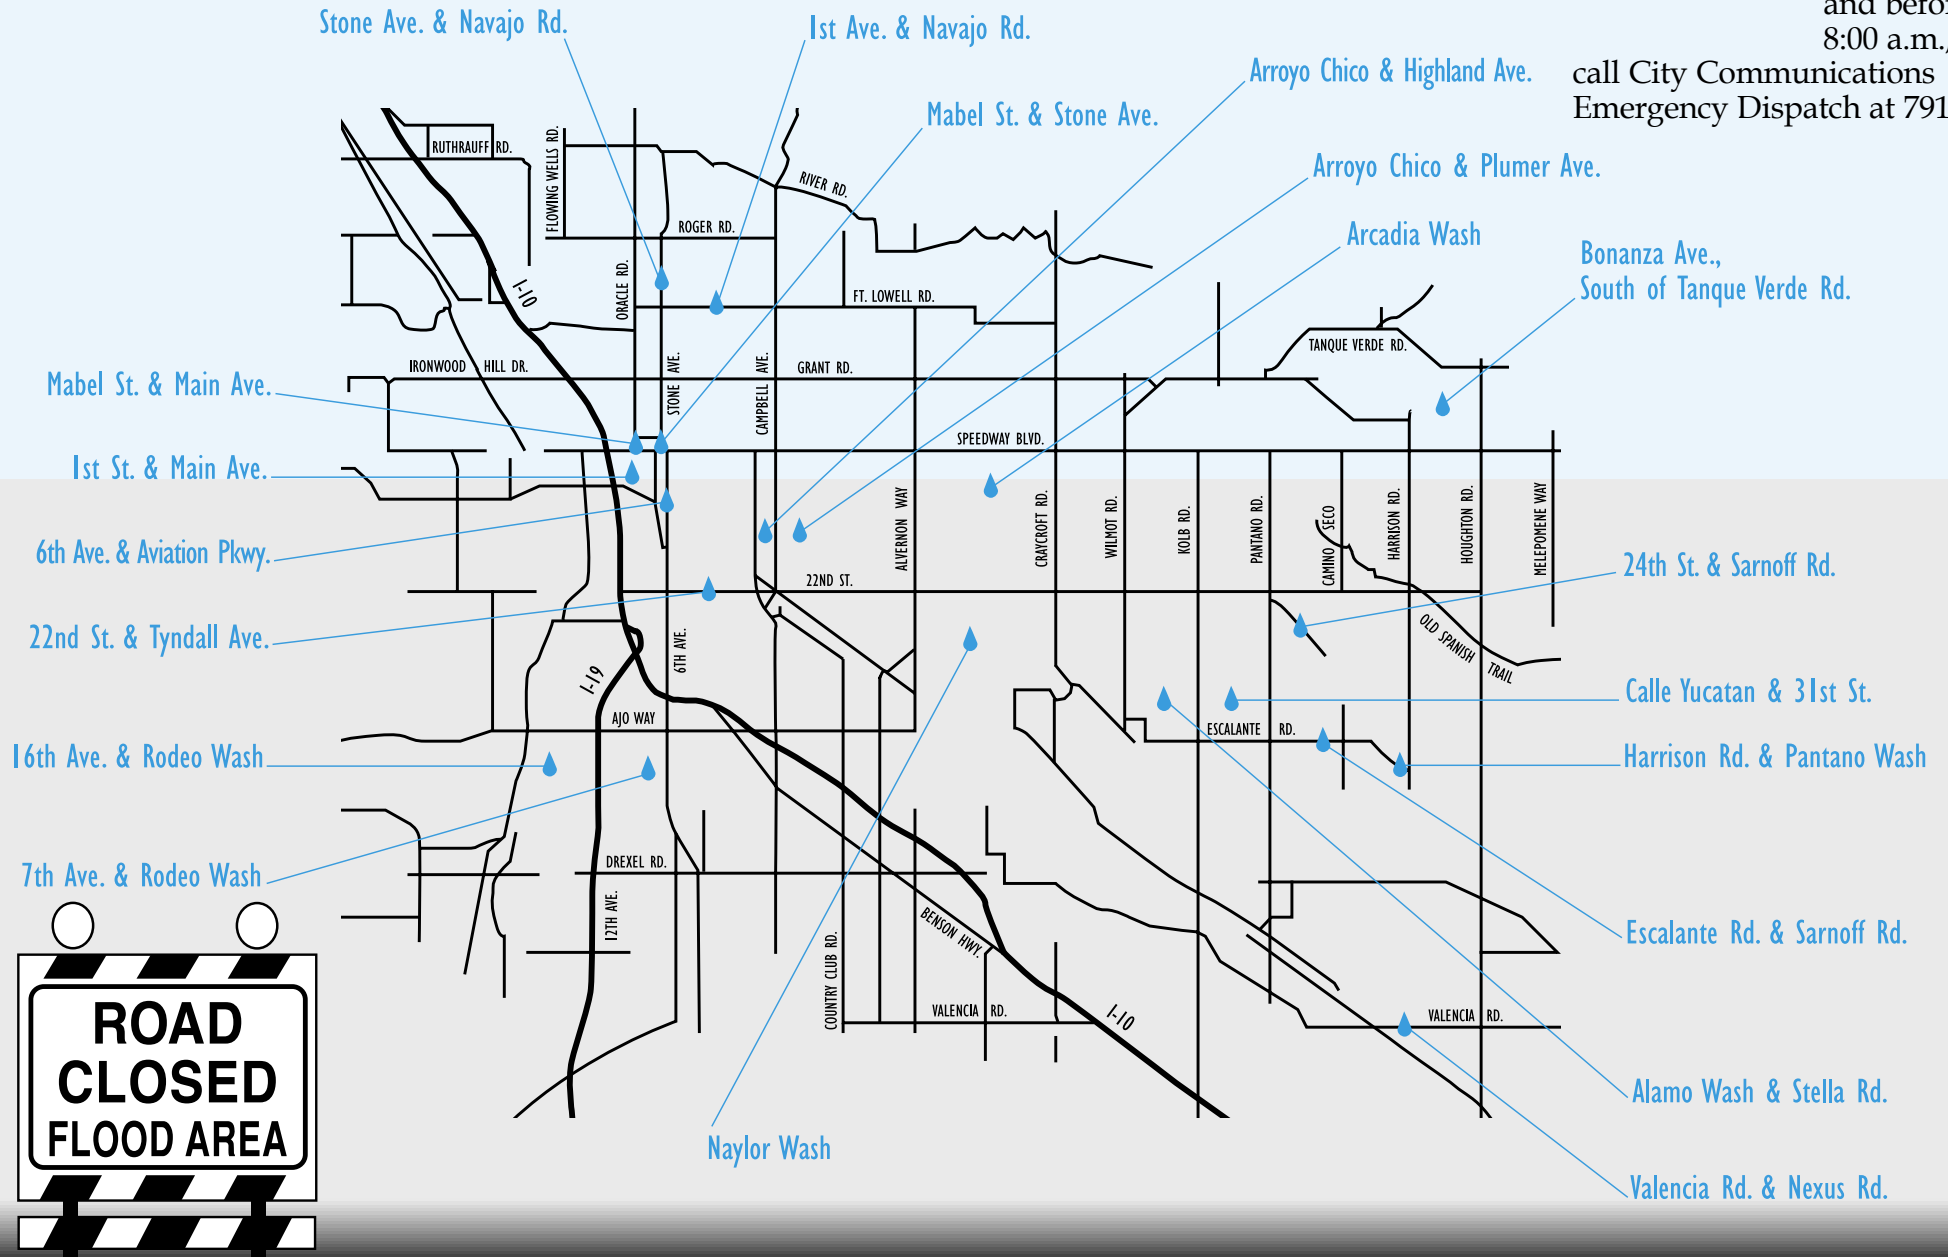 and before
8:00 a.m.,
call City Communications
Emergency Dispatch at 791
Stone Ave. & Navajo Rd.
1st Ave. & Navajo Rd.
Arroyo Chico & Highland Ave.
Mabel St. & Stone Ave.
Arroyo Chico & Plumer Ave.
Arcadia Wash
Bonanza Ave.,
South of Tanque Verde Rd.
Mabel St. & Main Ave.
1st St. & Main Ave.
6th Ave. & Aviation Pkwy.
22nd St. & Tyndall Ave.
16th Ave. & Rodeo Wash
7th Ave. & Rodeo Wash
24th St. & Sarnoff Rd.
Calle Yucatan & 31st St.
Harrison Rd. & Pantano Wash
Escalante Rd. & Sarnoff Rd.
Alamo Wash & Stella Rd.
Valencia Rd. & Nexus Rd.
Naylor Wash
RUTHRAUFF RD.
FLOWING WELLS RD.
RIVER RD.
ROGER RD.
ORACLE RD.
I-10
FT. LOWELL RD.
TANQUE VERDE RD.
IRONWOOD HILL DR.
STONE AVE.
CAMPBELL AVE.
GRANT RD.
SPEEDWAY BLVD.
ALVERNON WAY
CRAYCROFT RD.
WILMOT RD.
KOLB RD.
PANTANO RD.
CAMINO SECO
HARRISON RD.
HOUGHTON RD.
MELEPOMENE WAY
22ND ST.
OLD SPANISH TRAIL
6TH AVE.
I-19
AJO WAY
ESCALANTE RD.
DREXEL RD.
12TH AVE.
BENSON HWY.
COUNTRY CLUB RD.
VALENCIA RD.
I-10
VALENCIA RD.
ROAD
CLOSED
FLOOD AREA